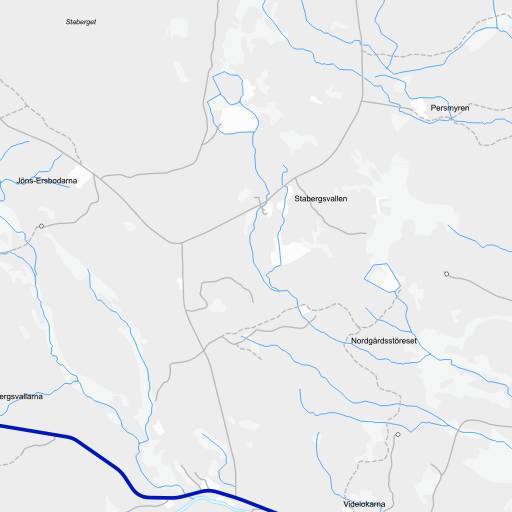 Staberget
Persmyren
Jöns-Ersbodarna
Stabergsvallen
Nordgårdsstöreset
ergsvallarna
Videlokarna